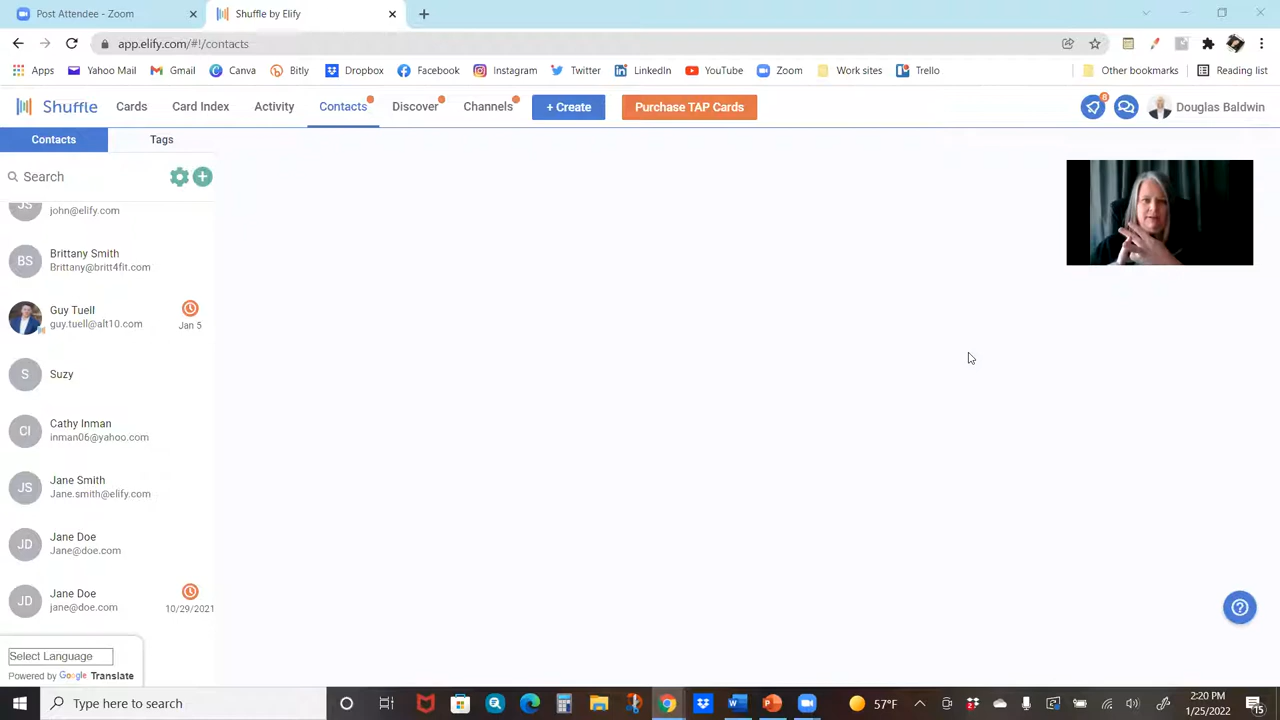 Post Attendee - Zoom
Shuffle by Elify
app.elify.com/#!/contacts
Apps
Yahoo Mail
Gmail
Canva
Bitly
Dropbox
Facebook
Instagram
Twitter
LinkedIn
YouTube
Zoom
Work sites
Trello
Other bookmarks
Reading list
Shuffle
Cards
Card Index
Activity
Contacts
Discover
Channels
+ Create
Purchase TAP Cards
8
Douglas Baldwin
Contacts
Tags
Search
JS
john@elify.com
BS
Brittany Smith
Brittany@britt4fit.com
Guy Tuell
guy.tuell@alt10.com
Jan 5
S
Suzy
CI
Cathy Inman
inman06@yahoo.com
JS
Jane Smith
Jane.smith@elify.com
JD
Jane Doe
Jane@doe.com
JD
Jane Doe
jane@doe.com
10/29/2021
Select Language
Powered by Google Translate
Type here to search
57°F
2:20 PM
1/25/2022
15